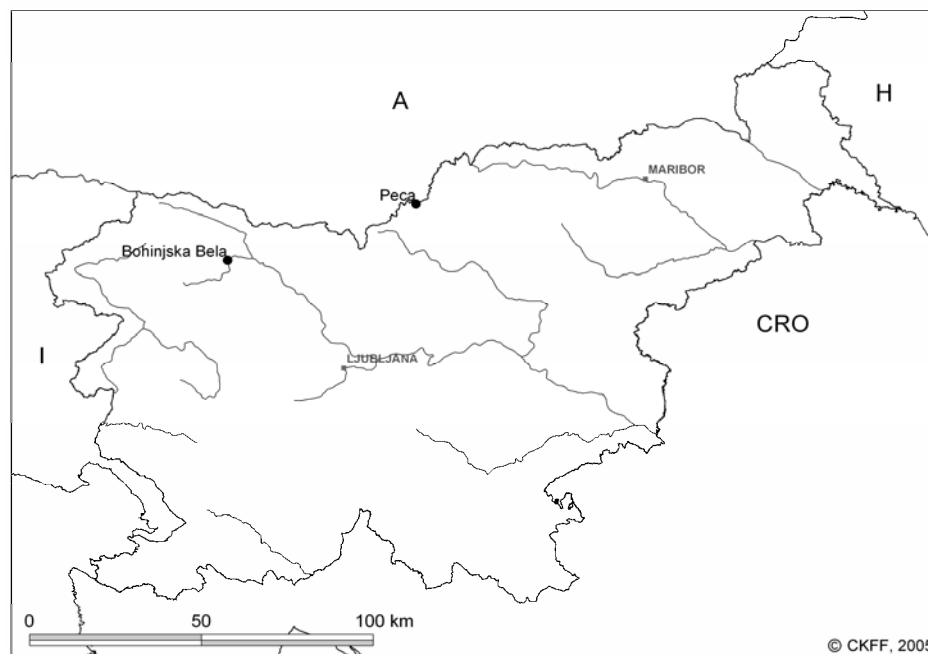 A
H
MARIBOR
Peca
Bohinjska Bela
CRO
I
LJUBLJANA
0 50 100 km
© CKFF, 2005